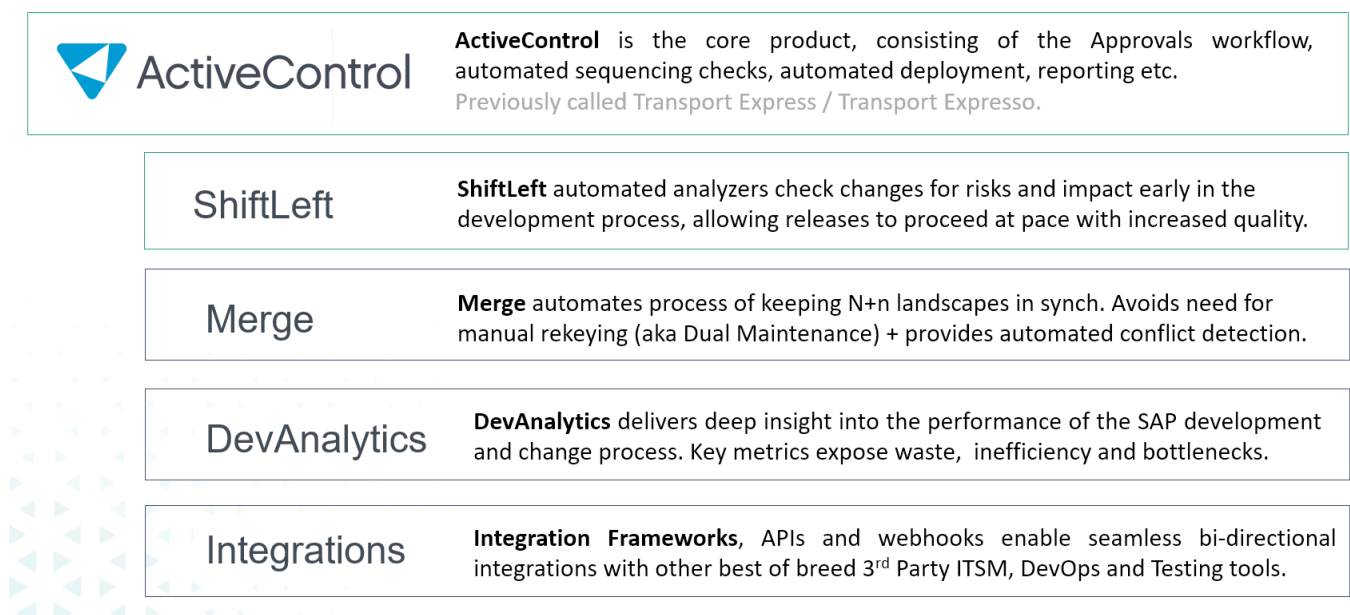 ActiveControl
ActiveControl is the core product, consisting of the Approvals workflow,
automated sequencing checks, automated deployment, reporting etc.
Previously called Transport Express / Transport Expresso.
ShiftLeft
ShiftLeft automated analyzers check changes for risks and impact early in the
development process, allowing releases to proceed at pace with increased quality.
Merge
Merge automates process of keeping N+n landscapes in synch. Avoids need for
manual rekeying (aka Dual Maintenance) + provides automated conflict detection.
DevAnalytics
DevAnalytics delivers deep insight into the performance of the SAP development
and change process. Key metrics expose waste, inefficiency and bottlenecks.
Integrations
Integration Frameworks, APIs and webhooks enable seamless bi-directional
integrations with other best of breed 3rd Party ITSM, DevOps and Testing tools.